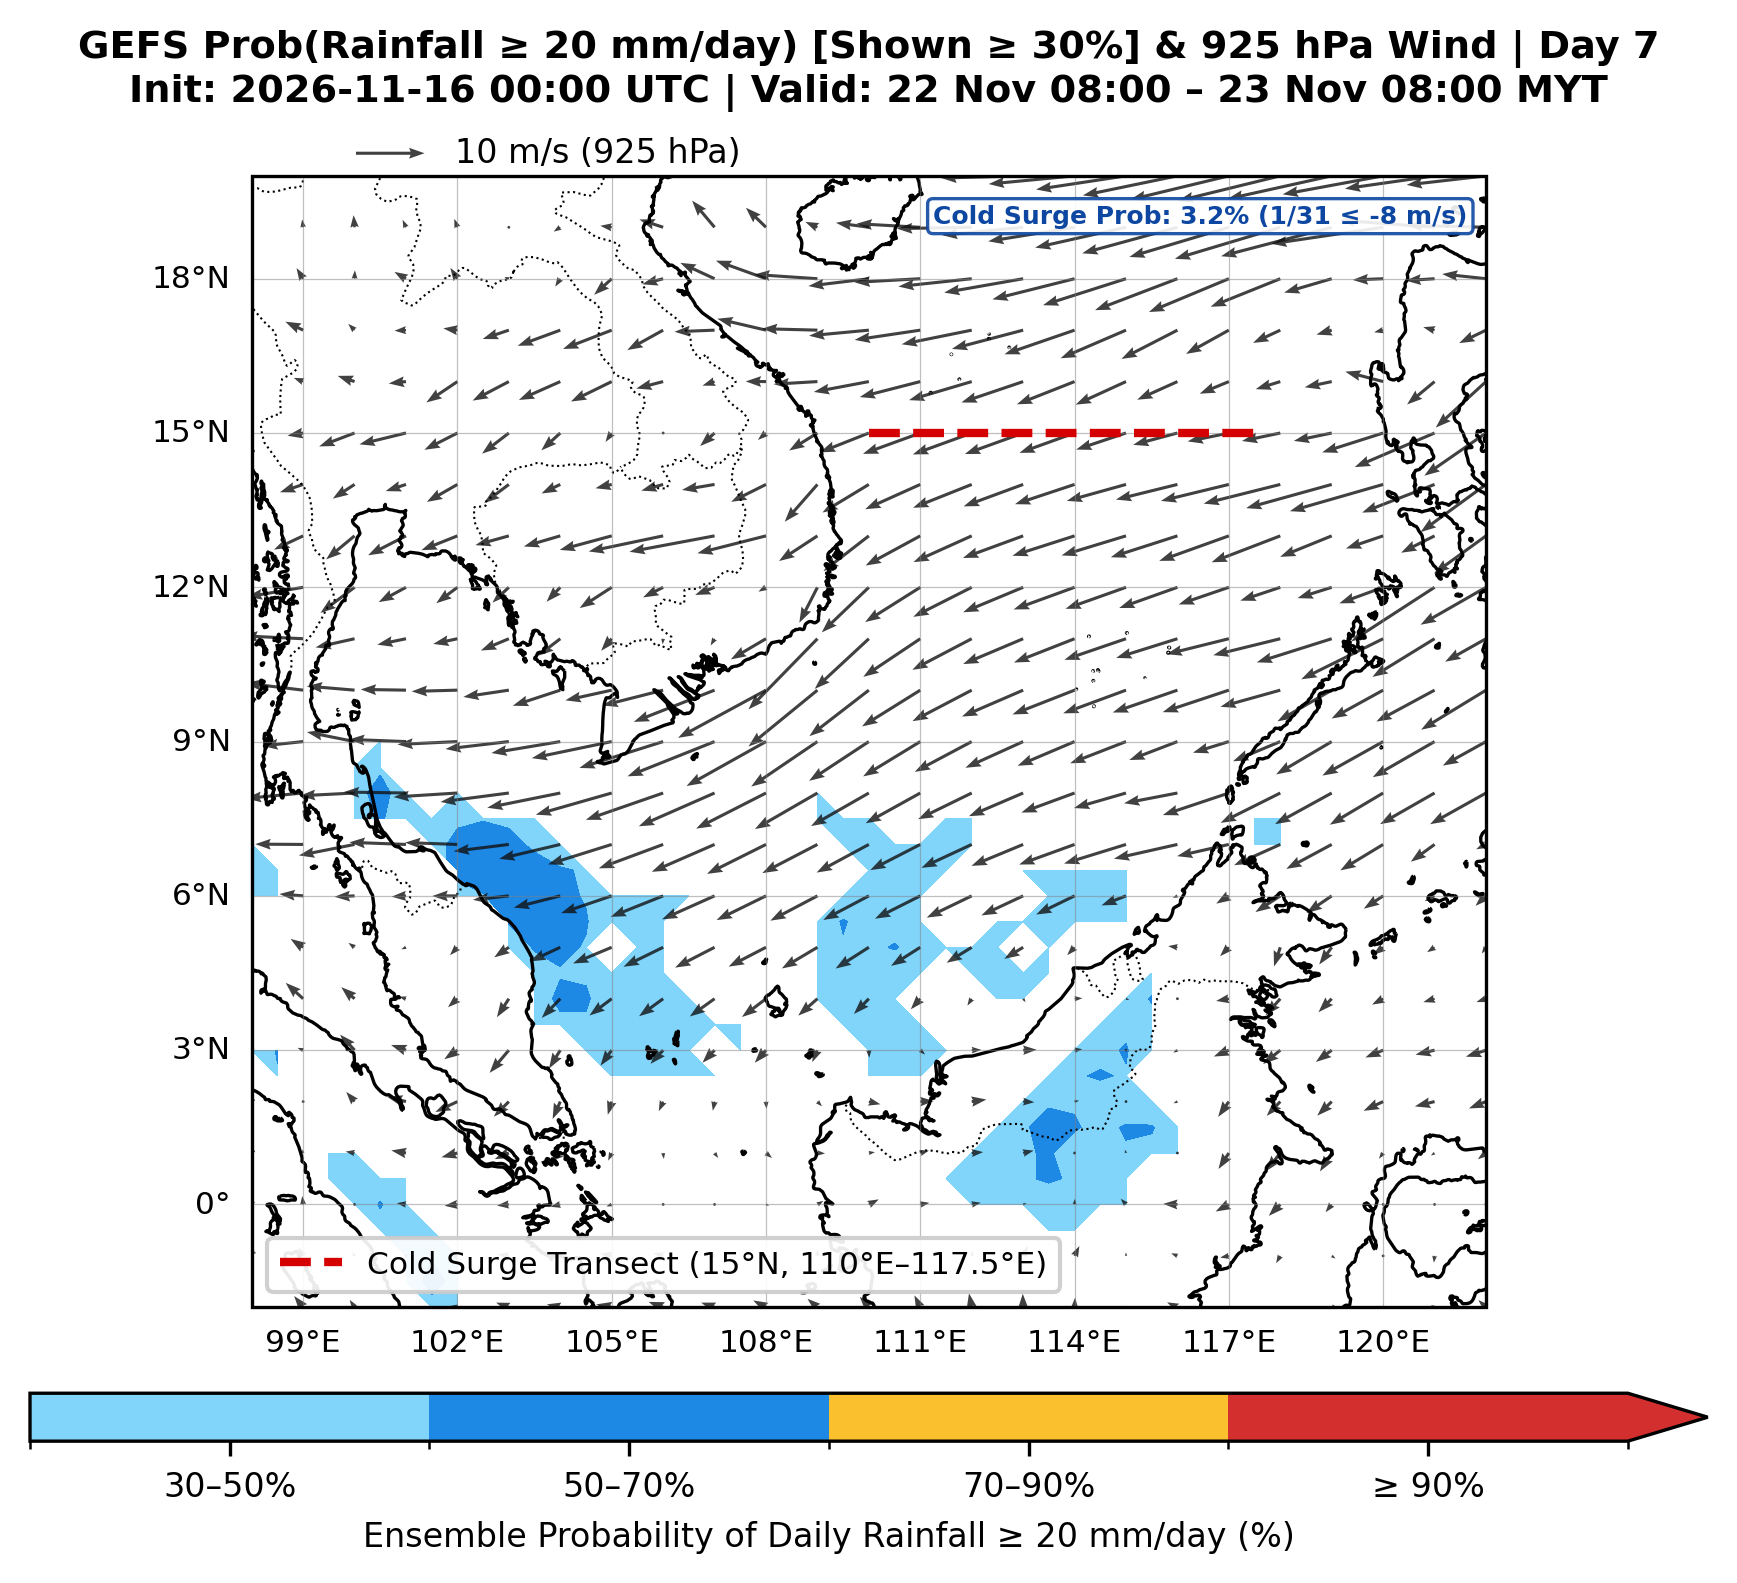 GEFS Prob(Rainfall ≥ 20 mm/day) [Shown ≥ 30%] & 925 hPa Wind | Day 7
Init: 2026-11-16 00:00 UTC | Valid: 22 Nov 08:00 – 23 Nov 08:00 MYT
10 m/s (925 hPa)
Cold Surge Prob: 3.2% (1/31 ≤ -8 m/s)
18°N
15°N
12°N
9°N
6°N
3°N
0°
Cold Surge Transect (15°N, 110°E–117.5°E)
99°E 102°E 105°E 108°E 111°E 114°E 117°E 120°E
30–50% 50–70% 70–90% ≥ 90%
Ensemble Probability of Daily Rainfall ≥ 20 mm/day (%)